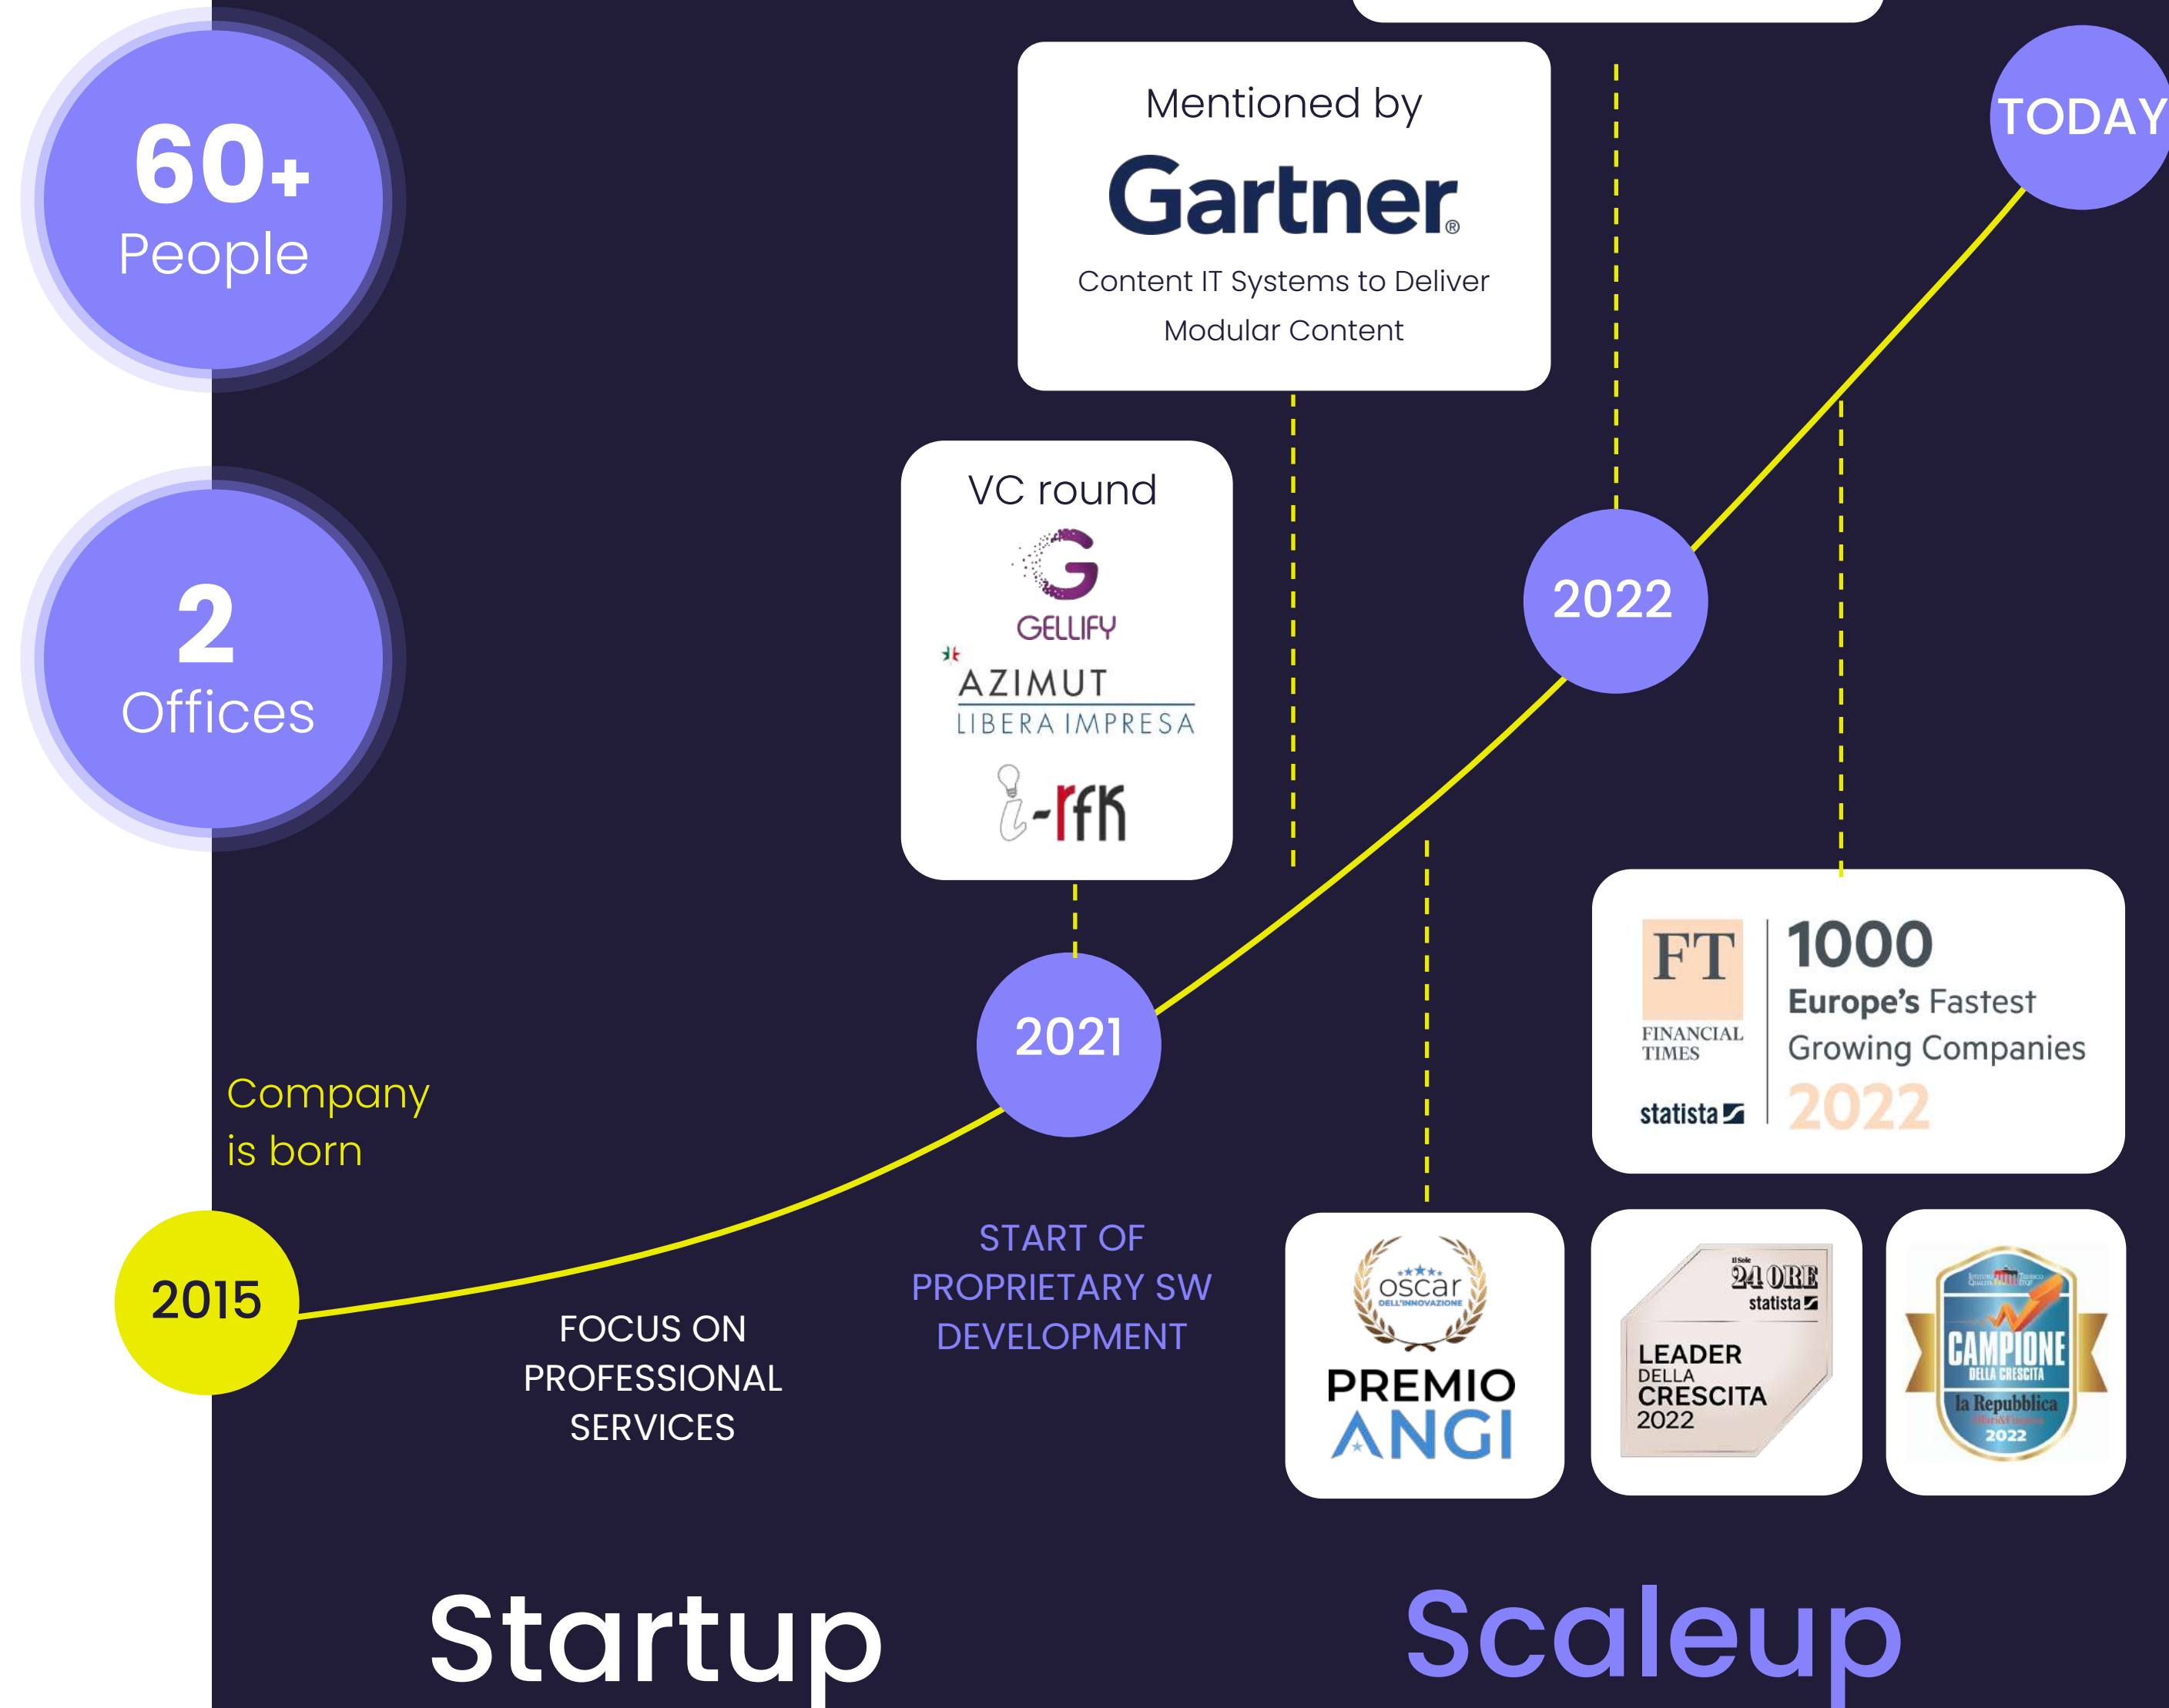 60+
People
2
Offices
Company
is born
2015
FOCUS ON
PROFESSIONAL
SERVICES
Startup
VC round
G
GELLIFY
AZIMUT
LIBERA IMPRESA
i-rfk
2021
START OF
PROPRIETARY SW
DEVELOPMENT
Mentioned by
Gartner®
Content IT Systems to Deliver
Modular Content
2022
TODAY
FT
FINANCIAL
TIMES
statista
1000
Europe's Fastest
Growing Companies
2022
oscar
DELL'INNOVAZIONE
PREMIO
ANGI
Il Sole
24 ORE
statista
LEADER
DELLA
CRESCITA
2022
CAMPIONE
DELLA CRESCITA
la Repubblica
2022
Scaleup